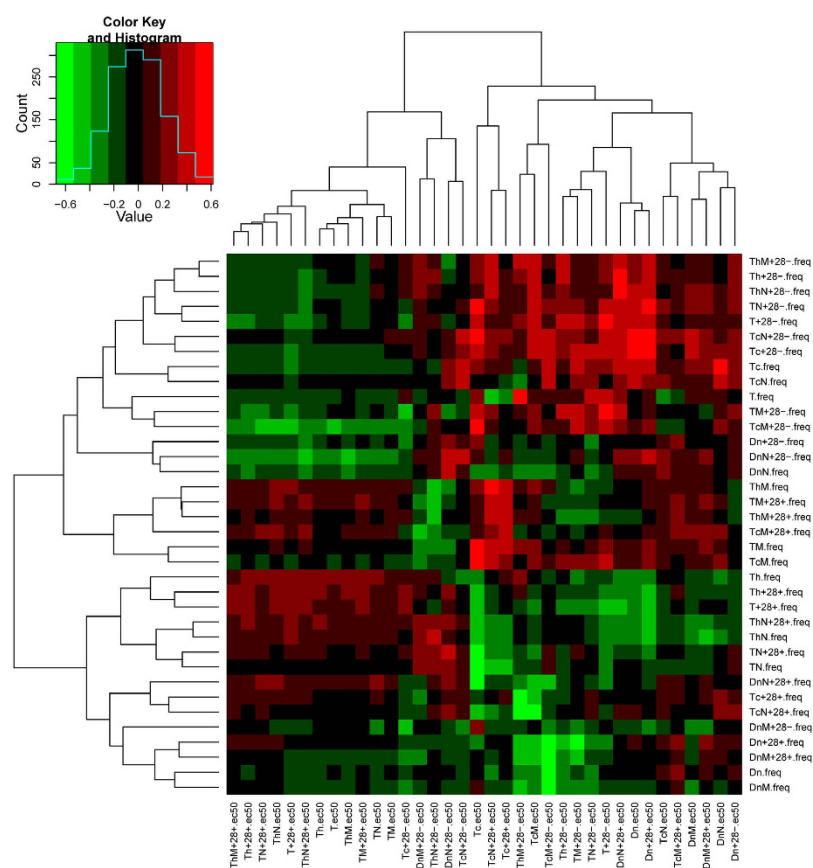 Color Key
and Histogram
Count
0
50
150
250
−0.6
−0.2
0
0.2
0.6
Value
ThM+28−.freq
Th+28−.freq
ThN+28−.freq
TN+28−.freq
T+28−.freq
TcN+28−.freq
Tc+28−.freq
Tc.freq
TcN.freq
T.freq
TM+28−.freq
TcM+28−.freq
Dn+28−.freq
DnN+28−.freq
DnN.freq
ThM.freq
TM+28+.freq
ThM+28+.freq
TcM+28+.freq
TM.freq
TcM.freq
Th.freq
Th+28+.freq
T+28+.freq
ThN+28+.freq
ThN.freq
TN+28+.freq
TN.freq
DnN+28+.freq
Tc+28+.freq
TcN+28+.freq
DnM+28−.freq
Dn+28+.freq
DnM+28+.freq
Dn.freq
DnM.freq
ThM+28+.ec50
Th+28+.ec50
TN+28+.ec50
ThN.ec50
T+28+.ec50
ThN+28+.ec50
Th.ec50
T.ec50
ThM.ec50
TM+28+.ec50
TN.ec50
TM.ec50
Tc+28−.ec50
DnM+28−.ec50
ThN+28−.ec50
DnN+28−.ec50
TcN+28−.ec50
Tc.ec50
TcN+28+.ec50
Tc+28+.ec50
ThM+28−.ec50
TcM.ec50
TcM+28−.ec50
Th+28−.ec50
TM+28−.ec50
TN+28−.ec50
T+28−.ec50
DnN+28+.ec50
Dn.ec50
Dn+28+.ec50
TcN.ec50
TcM+28+.ec50
DnM.ec50
DnM+28+.ec50
DnN.ec50
Dn+28−.ec50